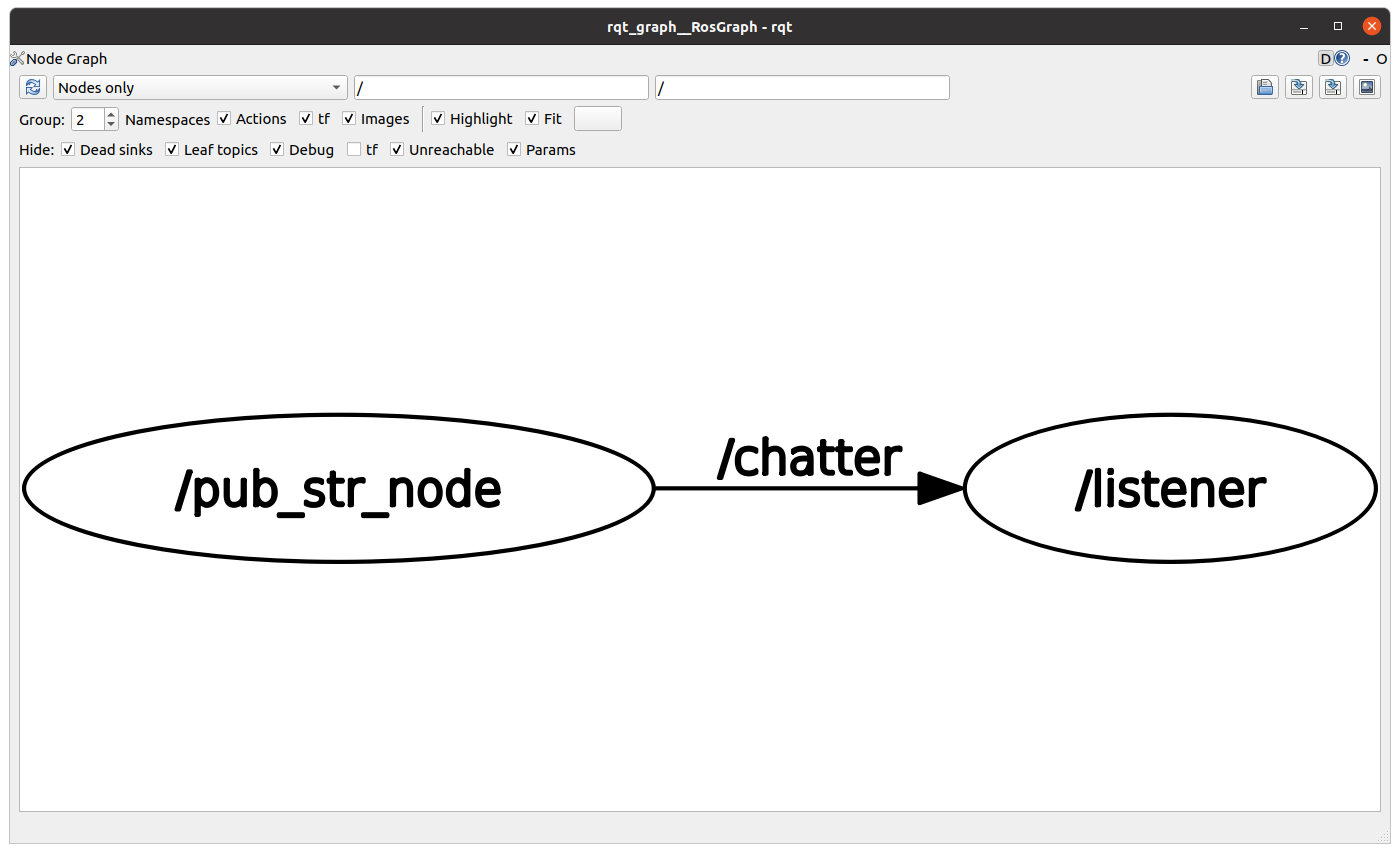 rqt_graph__RosGraph - rqt
Node Graph D ? - O
Nodes only / /
Group: 2 Namespaces Actions tf Images Highlight Fit
Hide: Dead sinks Leaf topics Debug tf Unreachable Params
/pub_str_node /chatter /listener